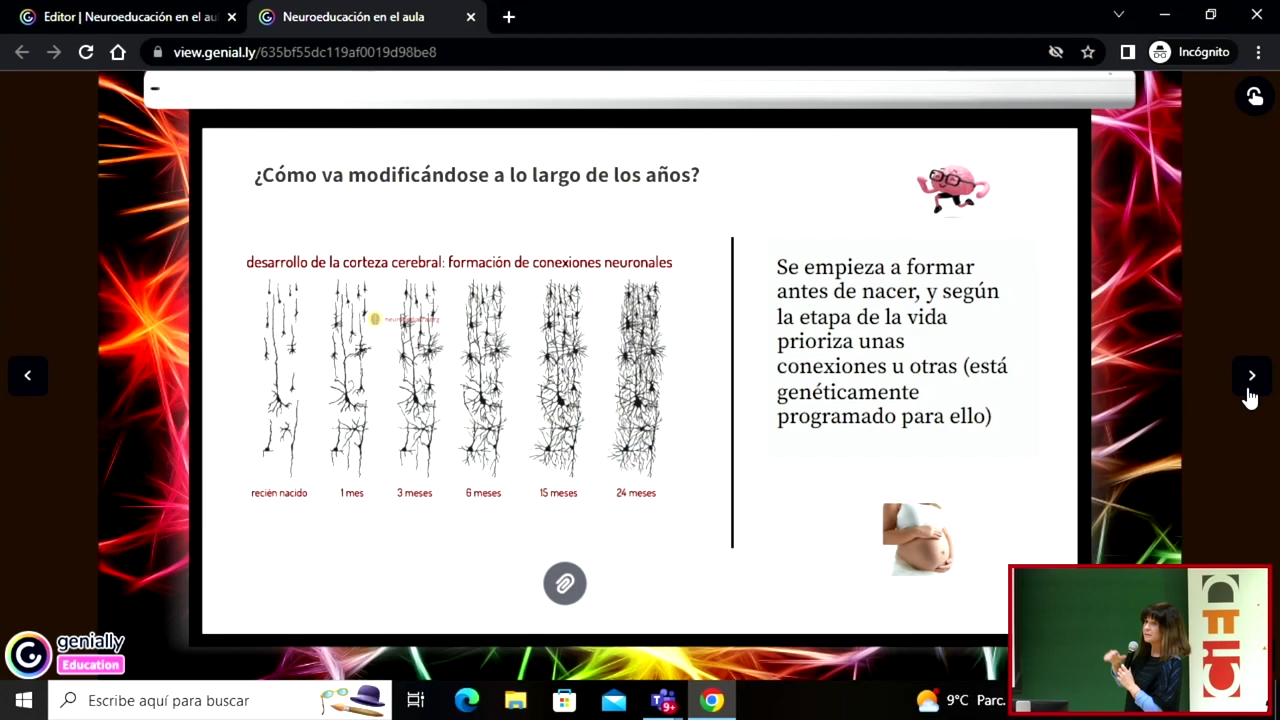 Editor | Neuroeducación en el au
Neuroeducación en el aula
view.genial.ly/635bf55dc119af0019d98be8
Incógnito
¿Cómo va modificándose a lo largo de los años?
desarrollo de la corteza cerebral: formación de conexiones neuronales
recién nacido
1 mes
3 meses
6 meses
15 meses
24 meses
Se empieza a formar
antes de nacer, y según
la etapa de la vida
prioriza unas
conexiones u otras (está
genéticamente
programado para ello)
genially
Education
Escribe aquí para buscar
9+
9°C Parc.